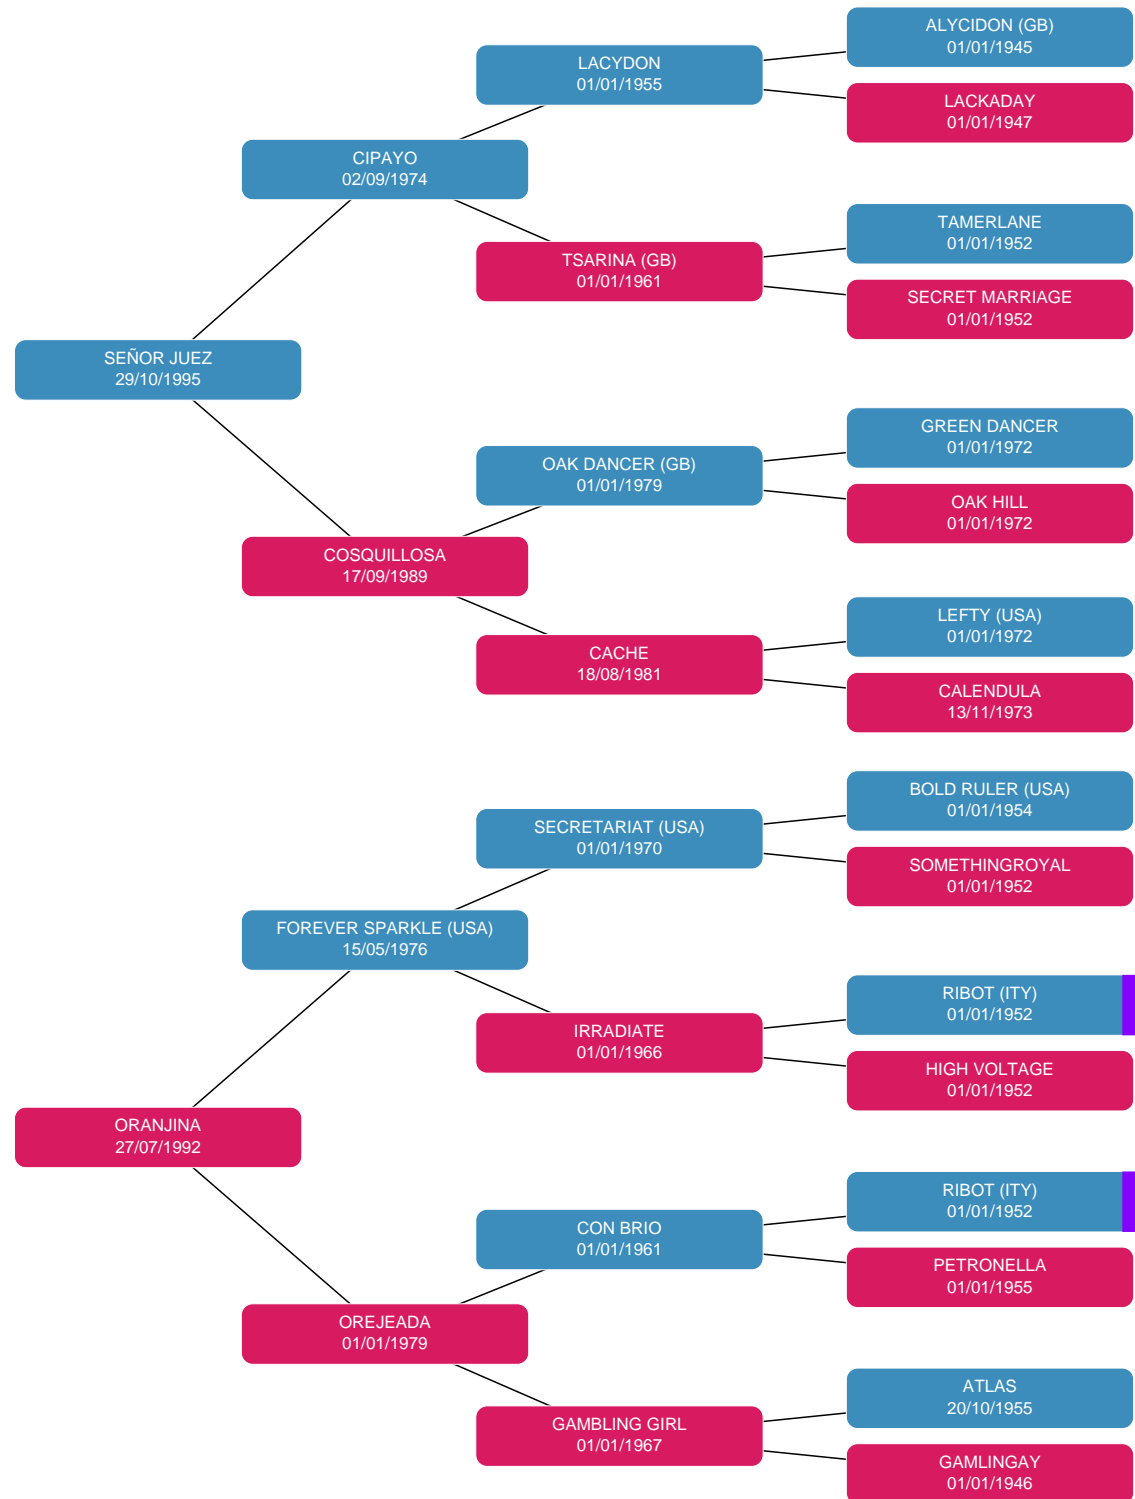 ALYCIDON (GB)
01/01/1945
LACYDON
01/01/1955
LACKADAY
01/01/1947
CIPAYO
02/09/1974
TAMERLANE
01/01/1952
TSARINA (GB)
01/01/1961
SECRET MARRIAGE
01/01/1952
SEÑOR JUEZ
29/10/1995
GREEN DANCER
01/01/1972
OAK DANCER (GB)
01/01/1979
OAK HILL
01/01/1972
COSQUILLOSA
17/09/1989
LEFTY (USA)
01/01/1972
CACHE
18/08/1981
CALENDULA
13/11/1973
BOLD RULER (USA)
01/01/1954
SECRETARIAT (USA)
01/01/1970
SOMETHINGROYAL
01/01/1952
FOREVER SPARKLE (USA)
15/05/1976
RIBOT (ITY)
01/01/1952
IRRADIATE
01/01/1966
HIGH VOLTAGE
01/01/1952
ORANJINA
27/07/1992
RIBOT (ITY)
01/01/1952
CON BRIO
01/01/1961
PETRONELLA
01/01/1955
OREJEADA
01/01/1979
ATLAS
20/10/1955
GAMBLING GIRL
01/01/1967
GAMLINGAY
01/01/1946